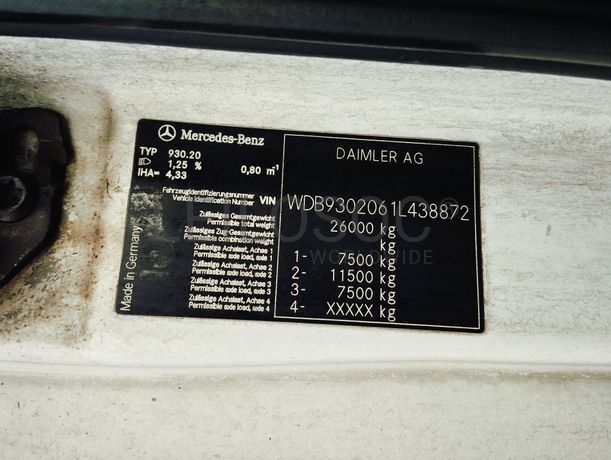 Mercedes-Benz
TYP 930.20
1,25 % 0,80 m⁻¹
IHA= 4,33
DAIMLER AG
Fahrzeugidentifizierungsnummer
Vehicle Identification Number VIN WDB9302061L438872
Zulässiges Gesamtgewicht
Permissible total weight 26000 kg
Zulässiges Zug-Gesamtgewicht
Permissible combination weight kg
Zulässige Achslast, Achse 1
Permissible axle load, axle 1 1- 7500 kg
Zulässige Achslast, Achse 2
Permissible axle load, axle 2 2- 11500 kg
Zulässige Achslast, Achse 3
Permissible axle load, axle 3 3- 7500 kg
Zulässige Achslast, Achse 4
Permissible axle load, axle 4 4- XXXXX kg
Made in Germany
WORLDWIDE